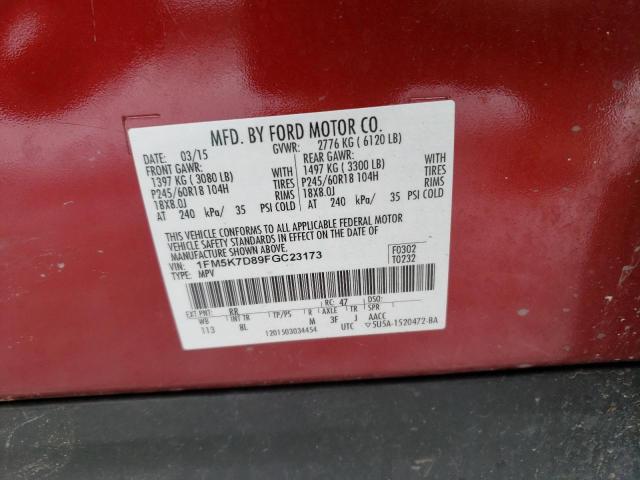 MFD. BY FORD MOTOR CO.
DATE: 03/15 GVWR: 2776 KG ( 6120 LB)
FRONT GAWR: REAR GAWR:
1397 KG ( 3080 LB) WITH 1497 KG ( 3300 LB) WITH
P245/60R18 104H TIRES P245/60R18 104H TIRES
18X8.0J RIMS 18X8.0J RIMS
AT 240 kPa/ 35 PSI COLD AT 240 kPa/ 35 PSI COLD
THIS VEHICLE CONFORMS TO ALL APPLICABLE FEDERAL MOTOR
VEHICLE SAFETY STANDARDS IN EFFECT ON THE DATE OF
MANUFACTURE SHOWN ABOVE.
VIN: 1FM5K7D89FGC23173 F0302
TYPE: MPV T0232
EXT PNT: RR RC: 47 DSO:
WB INT TR TP/PS R AXLE TR SPR
113 8L M 3F J AACC
1201503034454 UTC 5U5A-1520472-BA